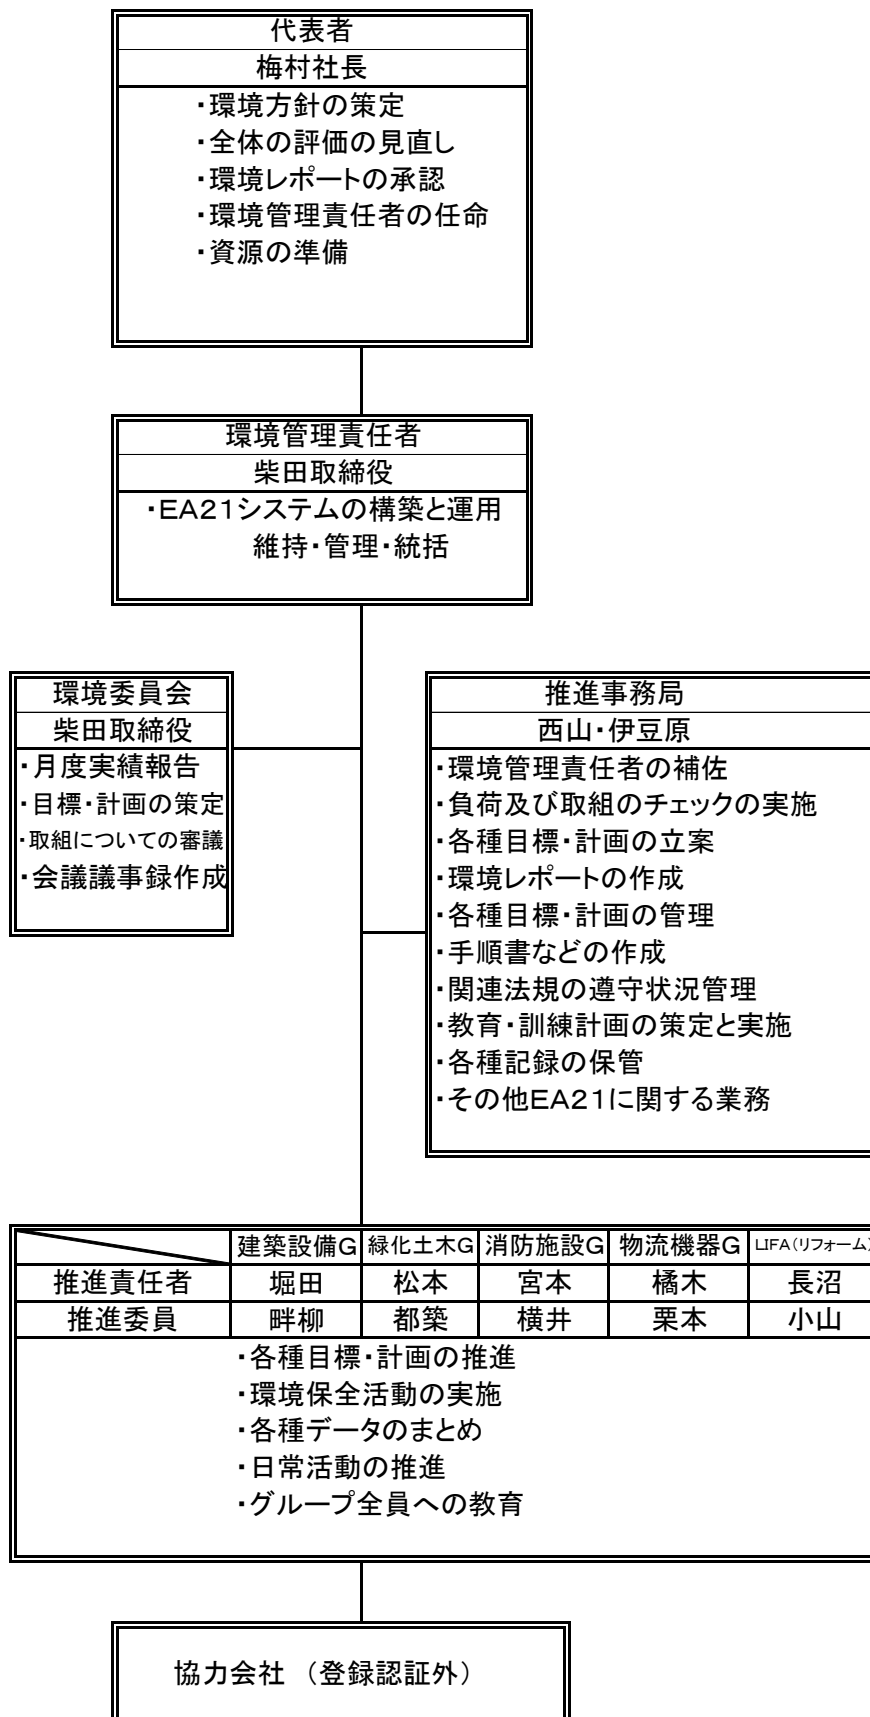 代表者
梅村社長
・環境方針の策定
・全体の評価の見直し
・環境レポートの承認
・環境管理責任者の任命
・資源の準備
環境管理責任者
柴田取締役
・EA21システムの構築と運用
維持・管理・統括
環境委員会
柴田取締役
・月度実績報告
・目標・計画の策定
・取組についての審議
・会議議事録作成
推進事務局
西山・伊豆原
・環境管理責任者の補佐
・負荷及び取組のチェックの実施
・各種目標・計画の立案
・環境レポートの作成
・各種目標・計画の管理
・手順書などの作成
・関連法規の遵守状況管理
・教育・訓練計画の策定と実施
・各種記録の保管
・その他EA21に関する業務
建築設備G 緑化土木G 消防施設G 物流機器G LIFA(リフォーム)
推進責任者 堀田 松本 宮本 橘木 長沼
推進委員 畔柳 都築 横井 栗本 小山
・各種目標・計画の推進
・環境保全活動の実施
・各種データのまとめ
・日常活動の推進
・グループ全員への教育
協力会社 （登録認証外）